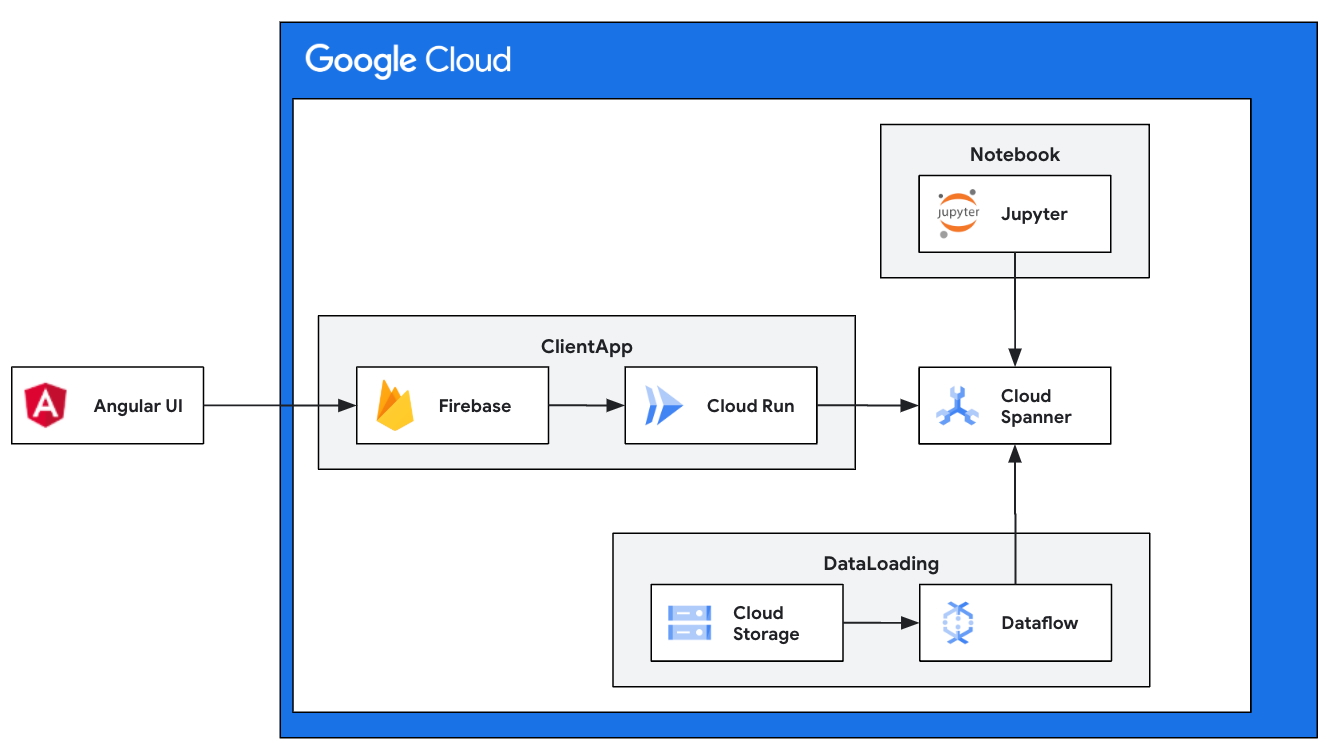 Google Cloud
Notebook
jupyter
Jupyter
ClientApp
Angular UI
Firebase
Cloud Run
Cloud
Spanner
DataLoading
Cloud
Storage
Dataflow